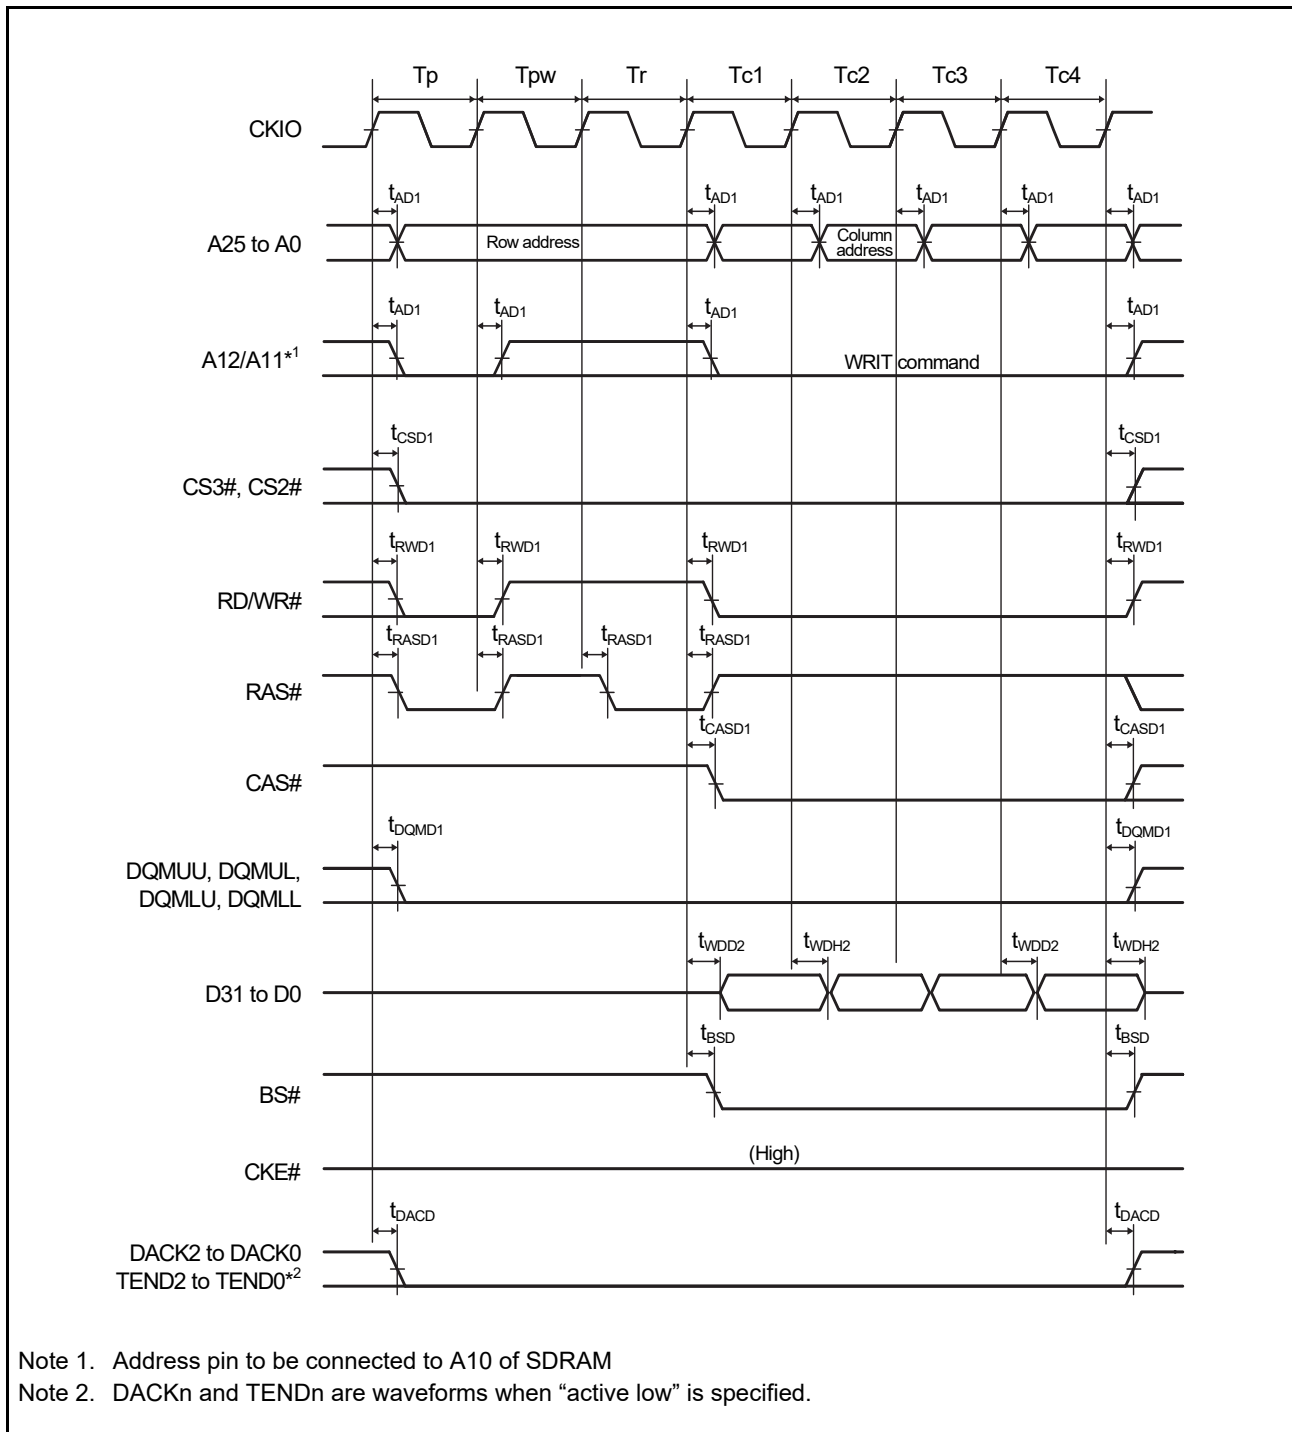 Tp Tpw Tr Tc1 Tc2 Tc3 Tc4
CKIO
tAD1 tAD1 tAD1 tAD1 tAD1 tAD1
A25 to A0 Row address Column address
tAD1 tAD1 tAD1 tAD1
A12/A11*1 WRIT command
tCSD1 tCSD1
CS3#, CS2#
tRWD1 tRWD1 tRWD1 tRWD1
RD/WR#
tRASD1 tRASD1 tRASD1 tRASD1
RAS#
tCASD1 tCASD1
CAS#
tDQMD1 tDQMD1
DQMUU, DQMUL,
DQMLU, DQMLL
tWDD2 tWDH2 tWDD2 tWDH2
D31 to D0
tBSD tBSD
BS#
(High)
CKE#
tDACD tDACD
DACK2 to DACK0
TEND2 to TEND0*2
Note 1. Address pin to be connected to A10 of SDRAM
Note 2. DACKn and TENDn are waveforms when “active low” is specified.